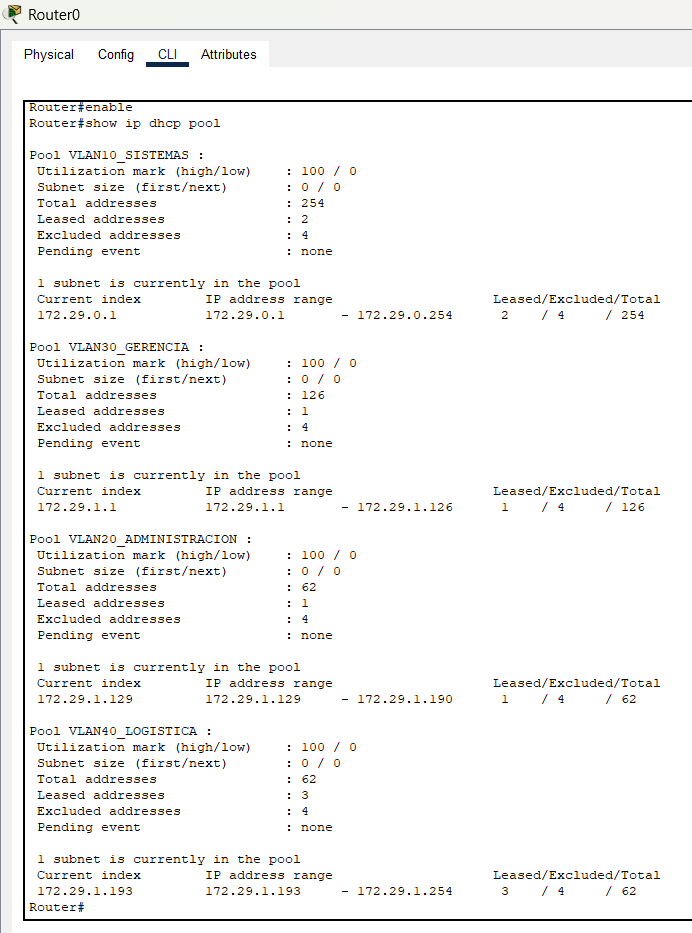 Router0
Physical Config CLI Attributes
Router#enable
Router#show ip dhcp pool
Pool VLAN10_SISTEMAS :
Utilization mark (high/low) : 100 / 0
Subnet size (first/next) : 0 / 0
Total addresses : 254
Leased addresses : 2
Excluded addresses : 4
Pending event : none
1 subnet is currently in the pool
Current index IP address range Leased/Excluded/Total
172.29.0.1 172.29.0.1 - 172.29.0.254 2 / 4 / 254
Pool VLAN30_GERENCIA :
Utilization mark (high/low) : 100 / 0
Subnet size (first/next) : 0 / 0
Total addresses : 126
Leased addresses : 1
Excluded addresses : 4
Pending event : none
1 subnet is currently in the pool
Current index IP address range Leased/Excluded/Total
172.29.1.1 172.29.1.1 - 172.29.1.126 1 / 4 / 126
Pool VLAN20_ADMINISTRACION :
Utilization mark (high/low) : 100 / 0
Subnet size (first/next) : 0 / 0
Total addresses : 62
Leased addresses : 1
Excluded addresses : 4
Pending event : none
1 subnet is currently in the pool
Current index IP address range Leased/Excluded/Total
172.29.1.129 172.29.1.129 - 172.29.1.190 1 / 4 / 62
Pool VLAN40_LOGISTICA :
Utilization mark (high/low) : 100 / 0
Subnet size (first/next) : 0 / 0
Total addresses : 62
Leased addresses : 3
Excluded addresses : 4
Pending event : none
1 subnet is currently in the pool
Current index IP address range Leased/Excluded/Total
172.29.1.193 172.29.1.193 - 172.29.1.254 3 / 4 / 62
Router#